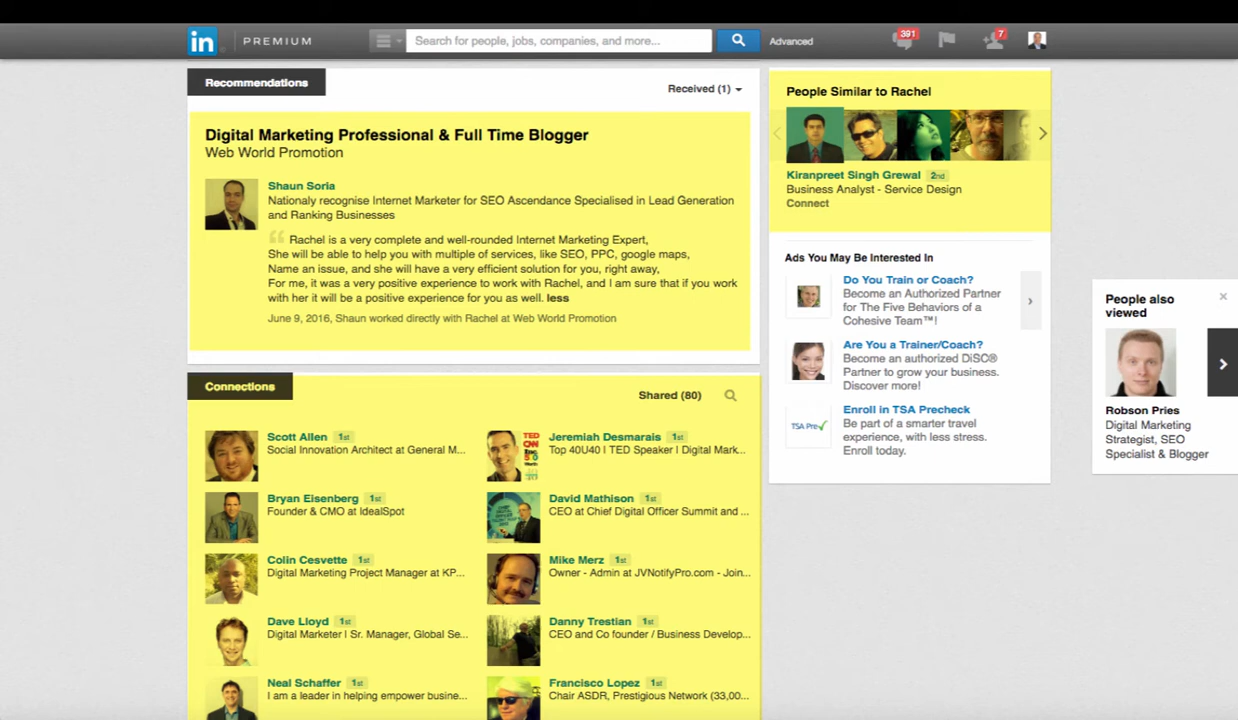 in PREMIUM
Search for people, jobs, companies, and more...
Advanced
391
7
Recommendations
Received (1)
Digital Marketing Professional & Full Time Blogger
Web World Promotion
Shaun Soria
Nationaly recognise Internet Marketer for SEO Ascendance Specialised in Lead Generation
and Ranking Businesses
Rachel is a very complete and well-rounded Internet Marketing Expert,
She will be able to help you with multiple of services, like SEO, PPC, google maps,
Name an issue, and she will have a very efficient solution for you, right away,
For me, it was a very positive experience to work with Rachel, and I am sure that if you work
with her it will be a positive experience for you as well. less
June 9, 2016, Shaun worked directly with Rachel at Web World Promotion
Connections
Shared (80)
Scott Allen 1st
Social Innovation Architect at General M...
Jeremiah Desmarais 1st
Top 40U40 | TED Speaker | Digital Mark...
TED
CNN
Bryan Eisenberg 1st
Founder & CMO at IdealSpot
David Mathison 1st
CEO at Chief Digital Officer Summit and ...
Colin Cesvette 1st
Digital Marketing Project Manager at KP...
Mike Merz 1st
Owner - Admin at JVNotifyPro.com - Join...
Dave Lloyd 1st
Digital Marketer | Sr. Manager, Global Se...
Danny Trestian 1st
CEO and Co founder / Business Develop...
Neal Schaffer 1st
I am a leader in helping empower busine...
Francisco Lopez 1st
Chair ASDR, Prestigious Network (33,00...
People Similar to Rachel
Kiranpreet Singh Grewal 2nd
Business Analyst - Service Design
Connect
Ads You May Be Interested In
Do You Train or Coach?
Become an Authorized Partner
for The Five Behaviors of a
Cohesive Team™!
Are You a Trainer/Coach?
Become an authorized DiSC®
Partner to grow your business.
Discover more!
TSA Pre✓
Enroll in TSA Precheck
Be part of a smarter travel
experience, with less stress.
Enroll today.
People also
viewed
Robson Pries
Digital Marketing
Strategist, SEO
Specialist & Blogger